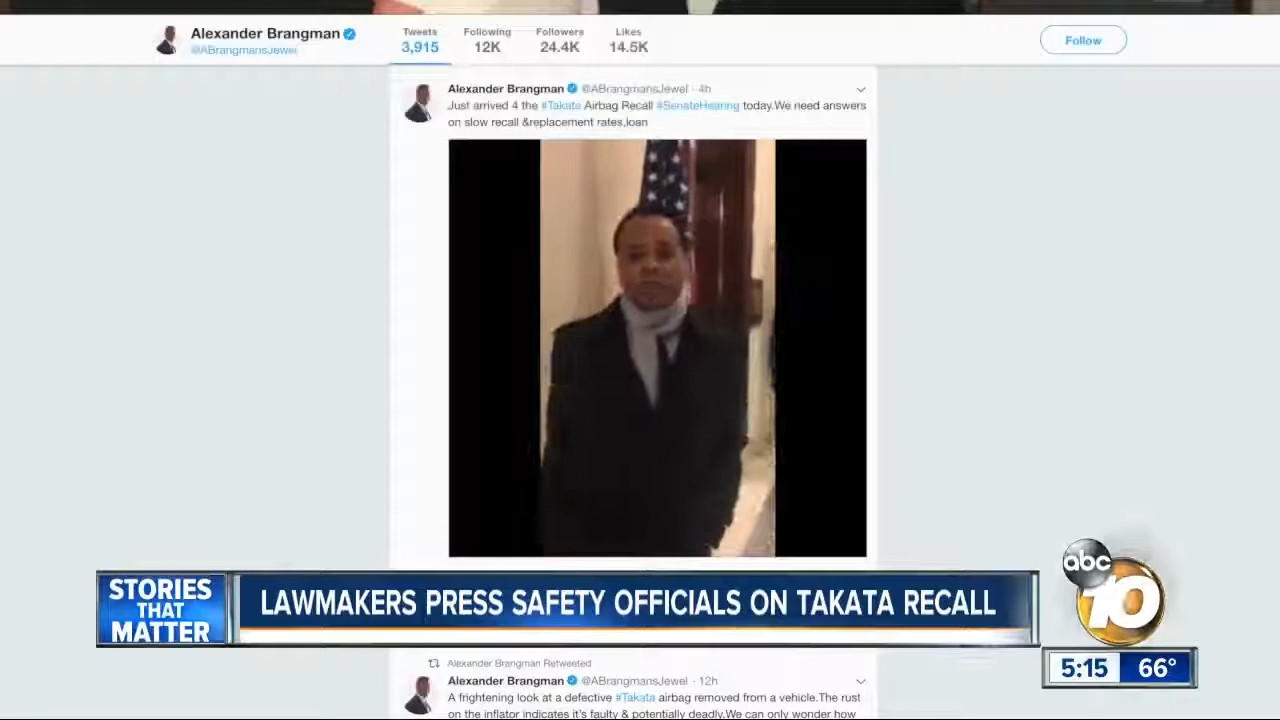 Alexander Brangman
@ABrangmansJewel
Tweets
3,915
Following
12K
Followers
24.4K
Likes
14.5K
Follow
Alexander Brangman @ABrangmansJewel · 4h
Just arrived 4 the #Takata Airbag Recall #SenateHearing today.We need answers
on slow recall &replacement rates,loan
STORIES
THAT
MATTER
LAWMAKERS PRESS SAFETY OFFICIALS ON TAKATA RECALL
abc
10
5:15 66°
Alexander Brangman Retweeted
Alexander Brangman @ABrangmansJewel · 12h
A frightening look at a defective #Takata airbag removed from a vehicle.The rust
on the inflator indicates it's faulty & potentially deadly.We can only wonder how